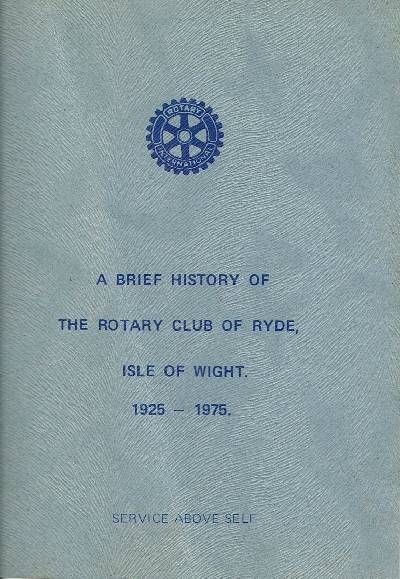 ROTARY
INTERNATIONAL
A BRIEF HISTORY OF
THE ROTARY CLUB OF RYDE,
ISLE OF WIGHT.
1925 – 1975.
SERVICE ABOVE SELF